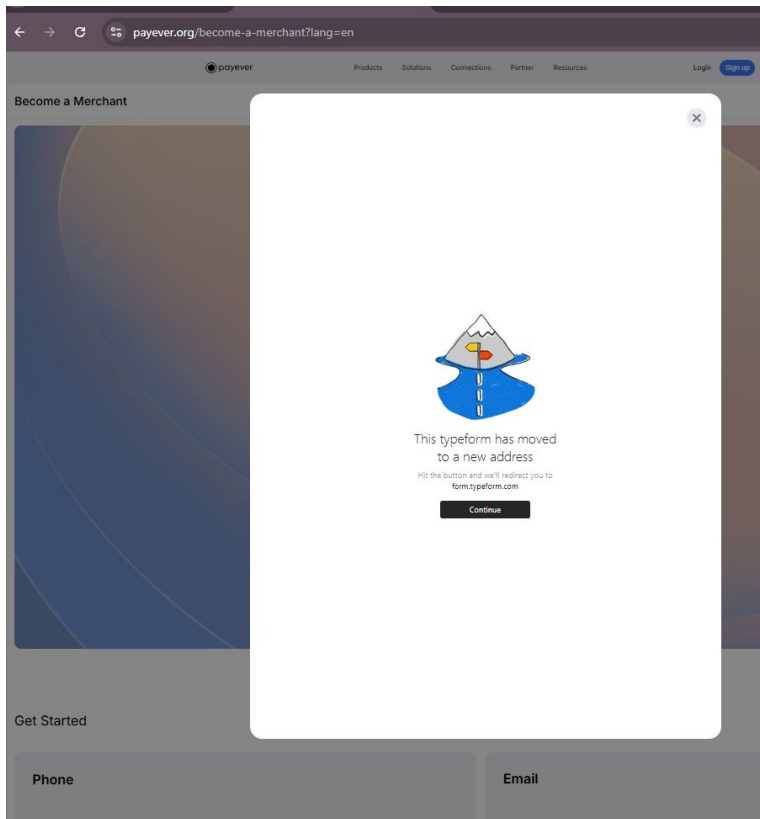 payever.org/become-a-merchant?lang=en
payever Products Solutions Connections Partner Resources Login Sign up
Become a Merchant
This typeform has moved
to a new address
Hit the button and we'll redirect you to
form.typeform.com
Continue
Get Started
Phone Email